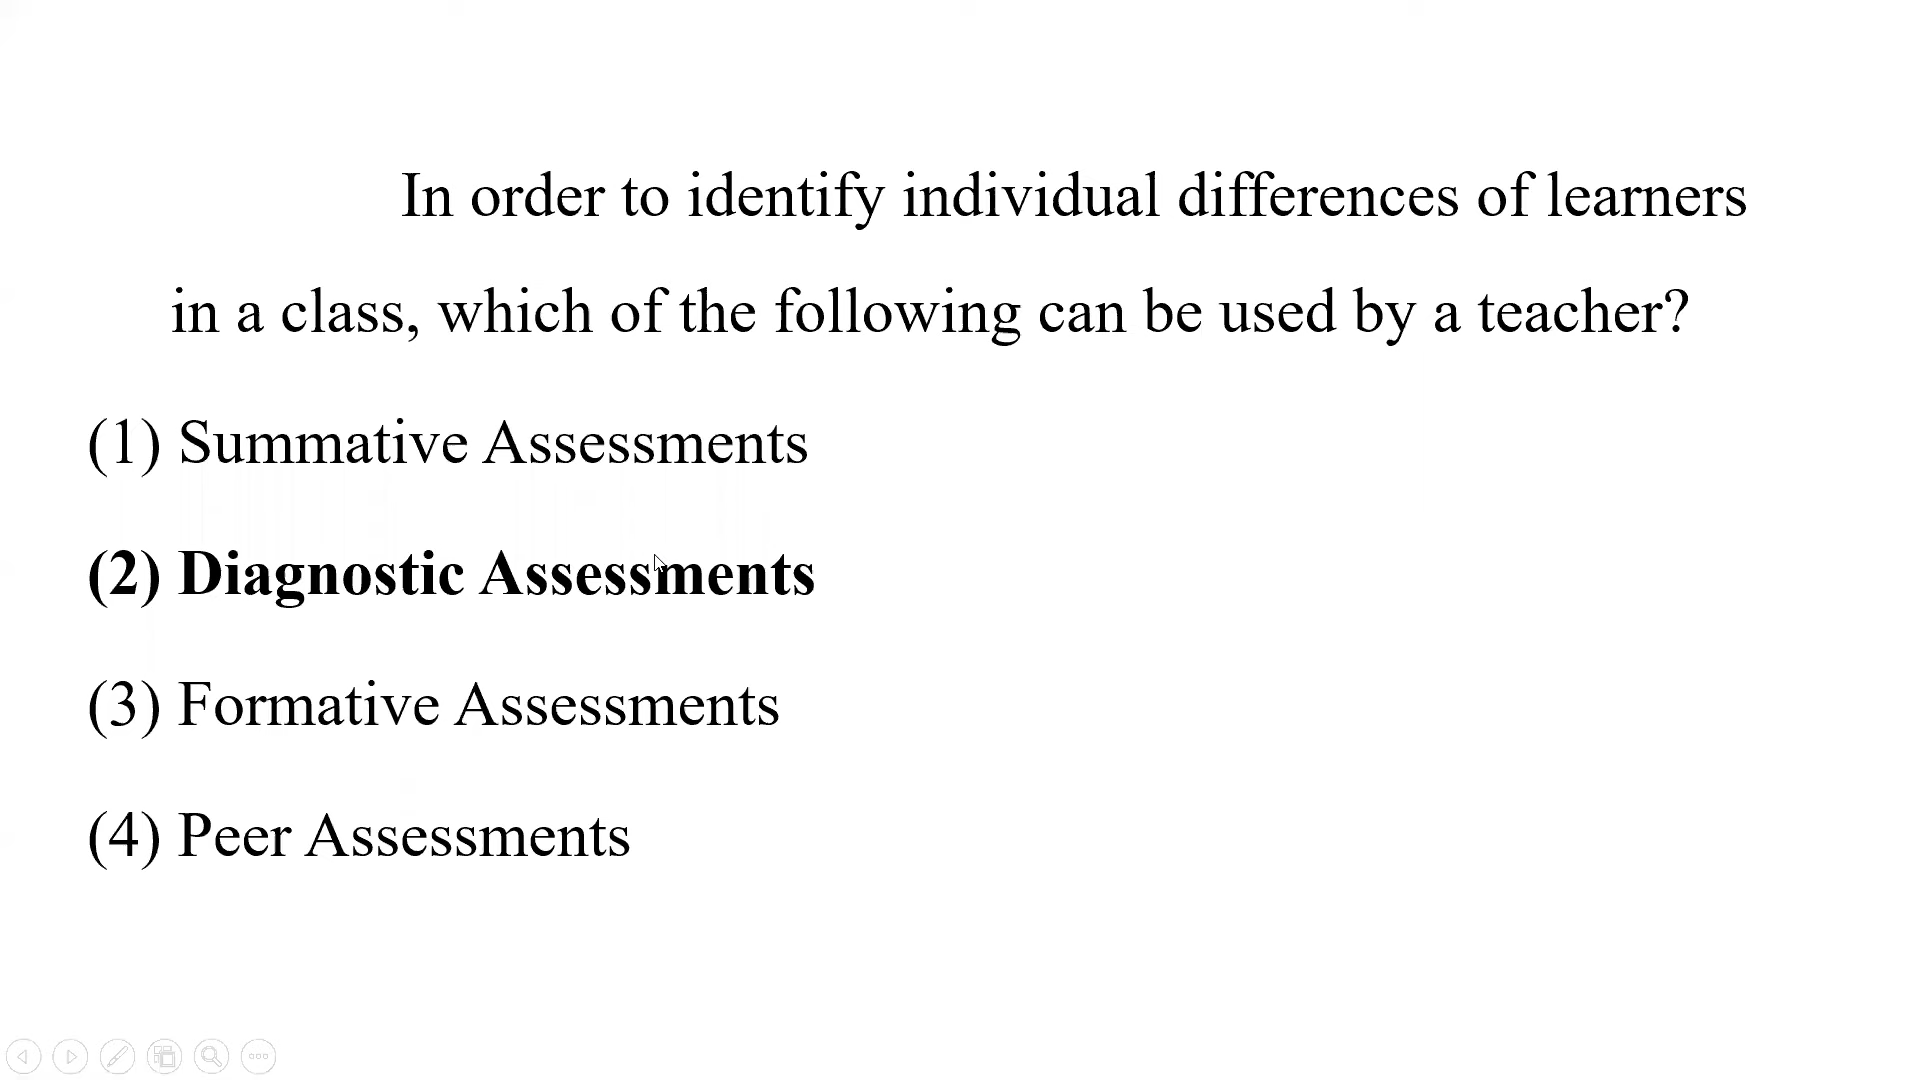 In order to identify individual differences of learners
in a class, which of the following can be used by a teacher?
(1) Summative Assessments
(2) Diagnostic Assessments
(3) Formative Assessments
(4) Peer Assessments